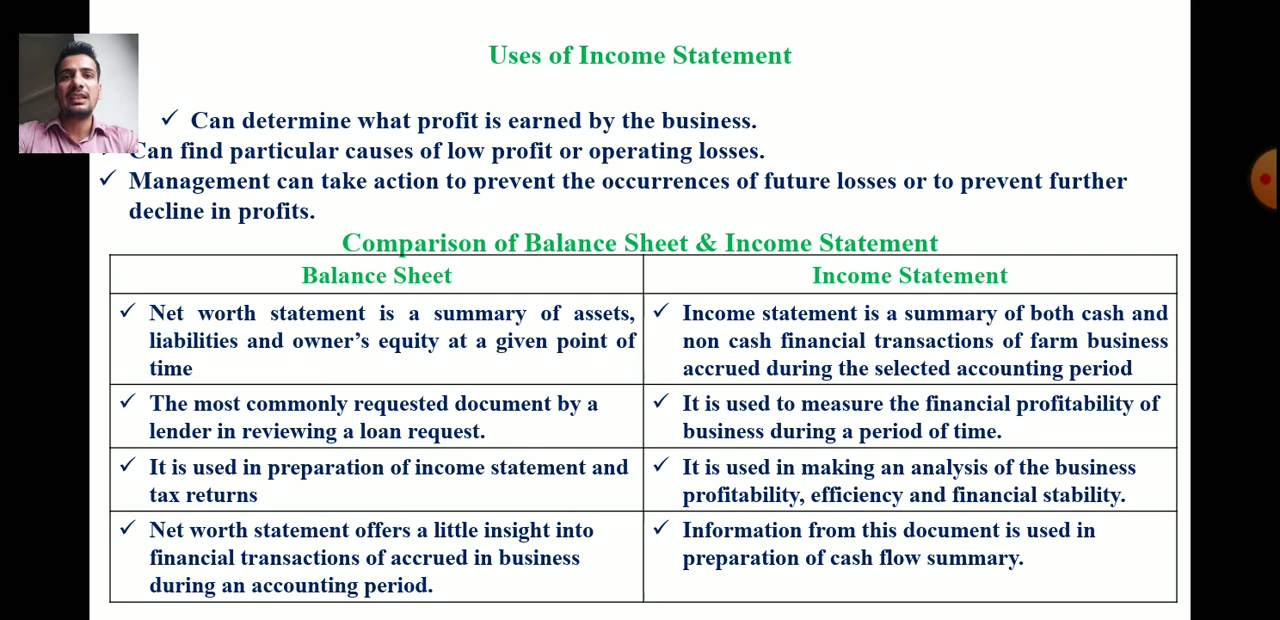 Uses of Income Statement
✓ Can determine what profit is earned by the business.
Can find particular causes of low profit or operating losses.
✓ Management can take action to prevent the occurrences of future losses or to prevent further
decline in profits.
Comparison of Balance Sheet & Income Statement
Balance Sheet
Income Statement
✓ Net worth statement is a summary of assets,
liabilities and owner’s equity at a given point of
time
✓ Income statement is a summary of both cash and
non cash financial transactions of farm business
accrued during the selected accounting period
✓ The most commonly requested document by a
lender in reviewing a loan request.
✓ It is used to measure the financial profitability of
business during a period of time.
✓ It is used in preparation of income statement and
tax returns
✓ It is used in making an analysis of the business
profitability, efficiency and financial stability.
✓ Net worth statement offers a little insight into
financial transactions of accrued in business
during an accounting period.
✓ Information from this document is used in
preparation of cash flow summary.